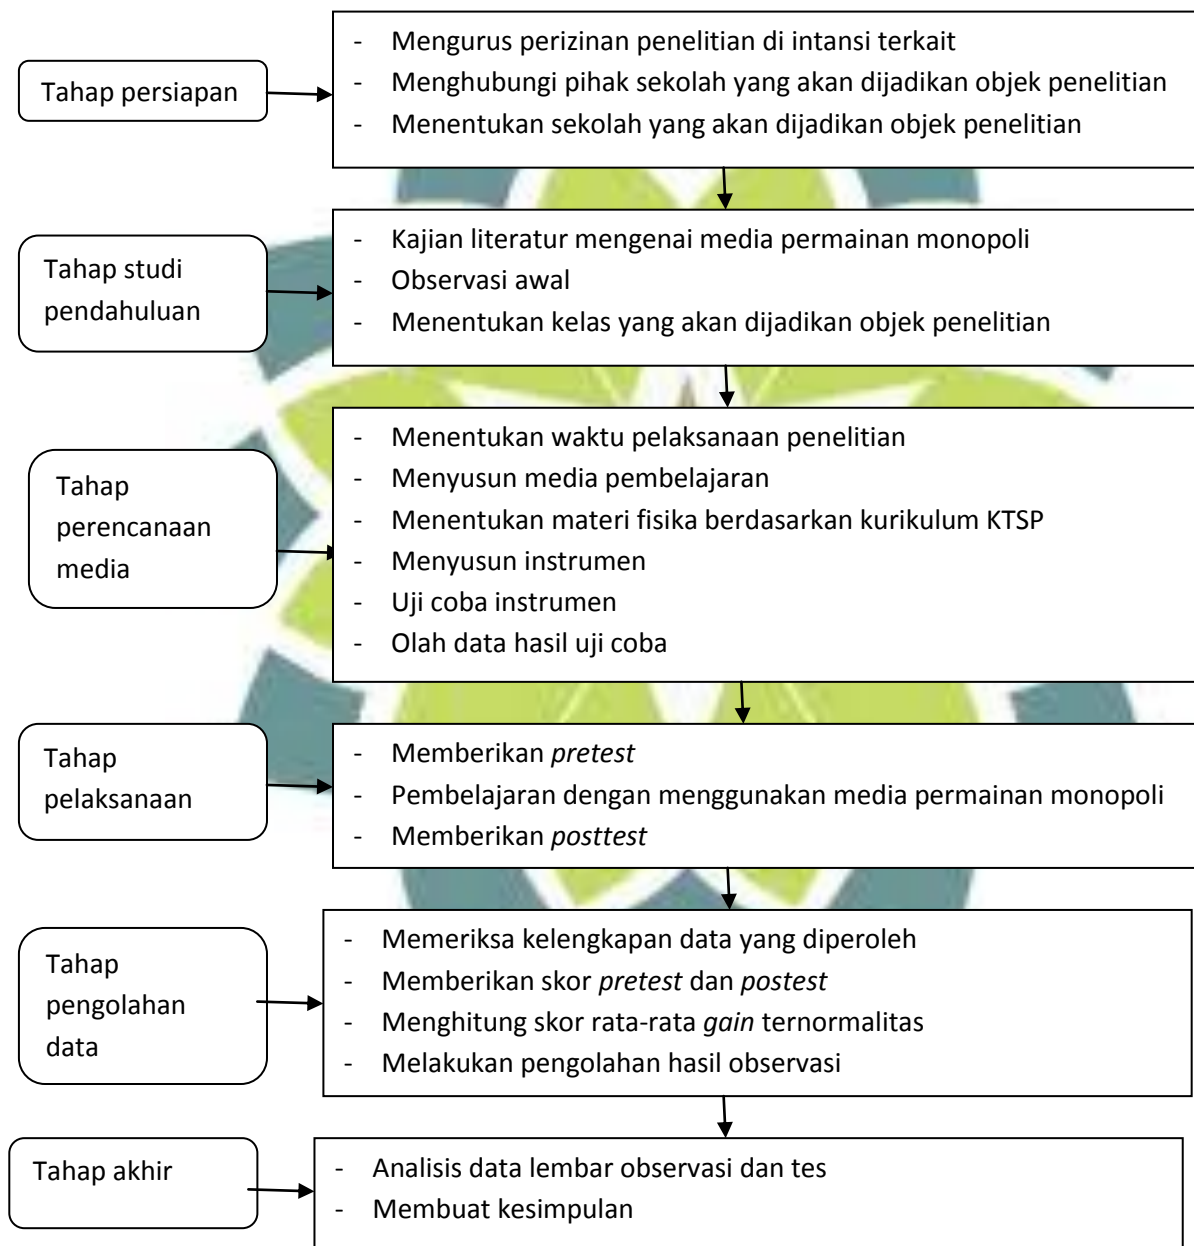 Tahap persiapan
- Mengurus perizinan penelitian di intansi terkait
- Menghubungi pihak sekolah yang akan dijadikan objek penelitian
- Menentukan sekolah yang akan dijadikan objek penelitian
Tahap studi
pendahuluan
- Kajian literatur mengenai media permainan monopoli
- Observasi awal
- Menentukan kelas yang akan dijadikan objek penelitian
Tahap
perencanaan
media
- Menentukan waktu pelaksanaan penelitian
- Menyusun media pembelajaran
- Menentukan materi fisika berdasarkan kurikulum KTSP
- Menyusun instrumen
- Uji coba instrumen
- Olah data hasil uji coba
Tahap
pelaksanaan
- Memberikan pretest
- Pembelajaran dengan menggunakan media permainan monopoli
- Memberikan posttest
Tahap
pengolahan
data
- Memeriksa kelengkapan data yang diperoleh
- Memberikan skor pretest dan postest
- Menghitung skor rata-rata gain ternormalitas
- Melakukan pengolahan hasil observasi
Tahap akhir
- Analisis data lembar observasi dan tes
- Membuat kesimpulan